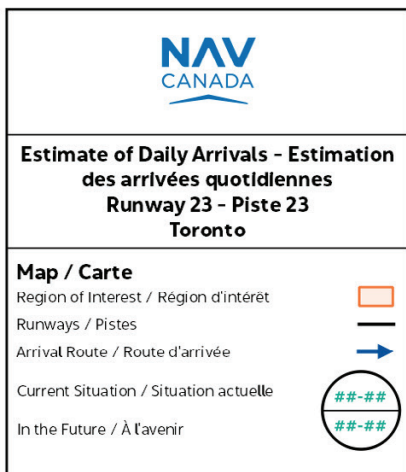 NAV
CANADA
Estimate of Daily Arrivals - Estimation
des arrivées quotidiennes
Runway 23 - Piste 23
Toronto
Map / Carte
Region of Interest / Région d'intérët
Runways / Pistes
Arrival Route / Route d'arrivée
Current Situation / Situation actuelle
##-##
In the Future / À l'avenir
##-##